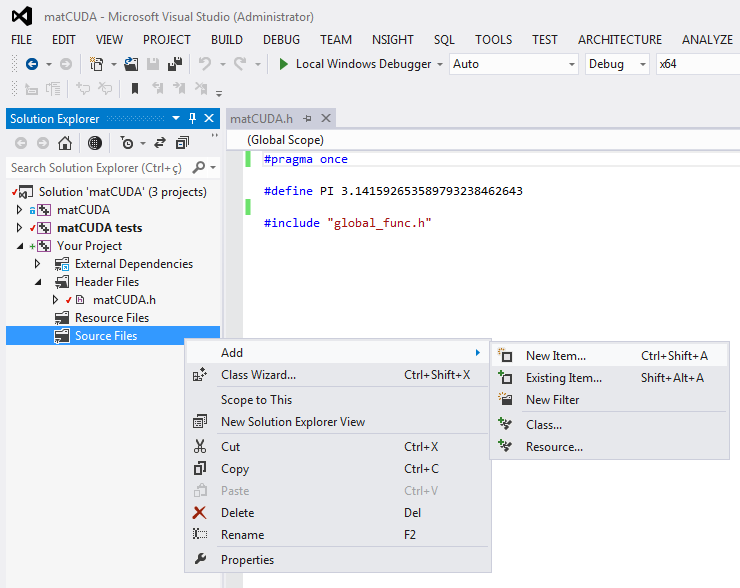 matCUDA - Microsoft Visual Studio (Administrator)
FILE EDIT VIEW PROJECT BUILD DEBUG TEAM NSIGHT SQL TOOLS TEST ARCHITECTURE ANALYZE
Local Windows Debugger Auto Debug x64
Solution Explorer
matCUDA.h
(Global Scope)
Search Solution Explorer (Ctrl+ç)
#pragma once
Solution 'matCUDA' (3 projects)
#define PI 3.141592653589793238462643
matCUDA
matCUDA tests
#include "global_func.h"
Your Project
External Dependencies
Header Files
matCUDA.h
Resource Files
Source Files
Add
Class Wizard... Ctrl+Shift+X
Scope to This
New Solution Explorer View
Cut Ctrl+X
Copy Ctrl+C
Paste Ctrl+V
Delete Del
Rename F2
Properties
New Item... Ctrl+Shift+A
Existing Item... Shift+Alt+A
New Filter
Class...
Resource...